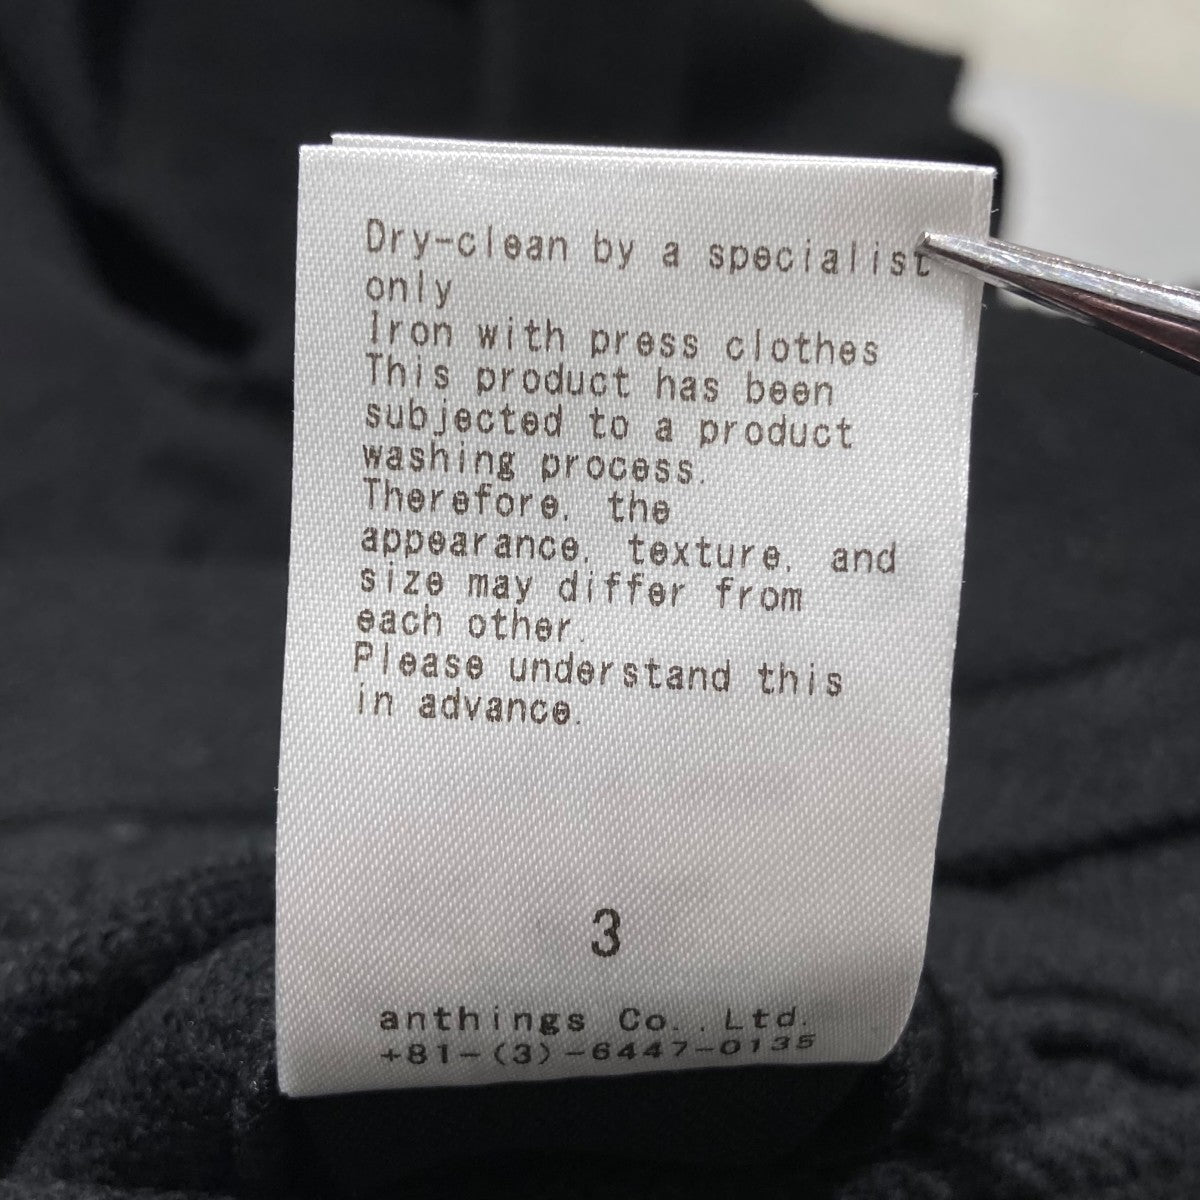 Dry-clean by a specialist
only
Iron with press clothes
This product has been
subjected to a product
washing process.
Therefore, the
appearance, texture, and
size may differ from
each other.
Please understand this
in advance.
3
anthings Co.,Ltd.
+81-(3)-6447-0135